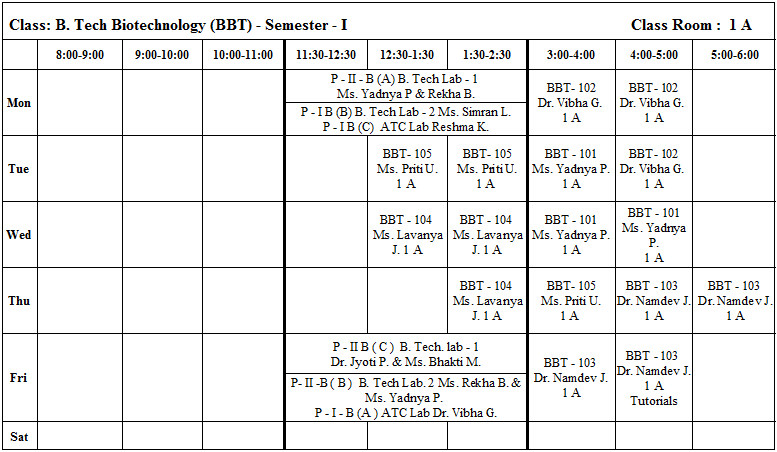 Class: B. Tech Biotechnology (BBT) - Semester - I Class Room : 1 A
8:00-9:00 9:00-10:00 10:00-11:00 11:30-12:30 12:30-1:30 1:30-2:30 3:00-4:00 4:00-5:00 5:00-6:00
Mon
P - II - B (A) B. Tech Lab - 1
Ms. Yadnya P & Rekha B.
P - I B (B) B. Tech Lab - 2 Ms. Simran L.
P - I B (C) ATC Lab Reshma K.
BBT- 102
Dr. Vibha G.
1 A
BBT- 102
Dr. Vibha G.
1 A
Tue
BBT- 105
Ms. Priti U.
1 A
BBT- 105
Ms. Priti U.
1 A
BBT - 101
Ms. Yadnya P.
1 A
BBT- 102
Dr. Vibha G.
1 A
Wed
BBT - 104
Ms. Lavanya
J. 1 A
BBT - 104
Ms. Lavanya
J. 1 A
BBT - 101
Ms. Yadnya P.
1 A
BBT - 101
Ms. Yadnya
P.
1 A
Thu
BBT - 104
Ms. Lavanya
J. 1 A
BBT - 105
Ms. Priti U.
1 A
BBT - 103
Dr. Namdev J.
1 A
BBT - 103
Dr. Namdev J.
1 A
Fri
P - II B ( C ) B. Tech. lab - 1
Dr. Jyoti P. & Ms. Bhakti M.
P- II -B ( B ) B. Tech Lab. 2 Ms. Rekha B. &
Ms. Yadnya P.
P - I - B (A ) ATC Lab Dr. Vibha G.
BBT - 103
Dr. Namdev J.
1 A
BBT - 103
Dr. Namdev J.
1 A
Tutorials
Sat